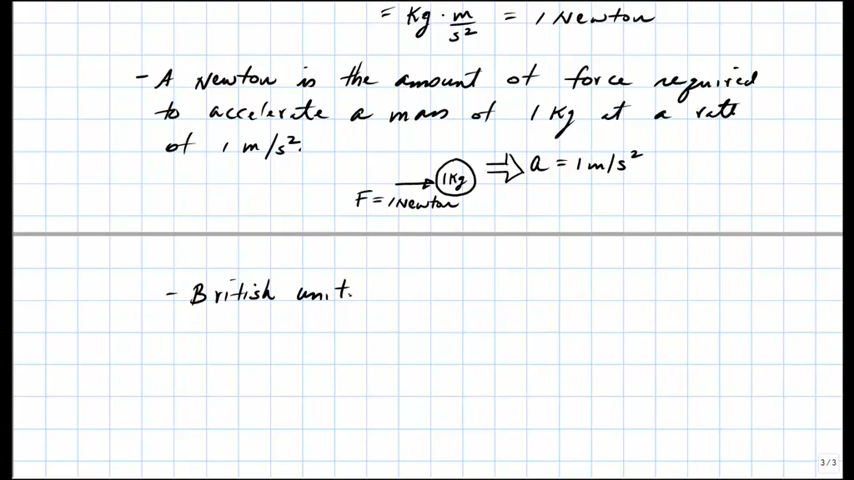 = Kg · m/s² = 1 Newton
- A Newton is the amount of force required
to accelerate a mass of 1 Kg at a rate
of 1 m/s².
1Kg ⇒ a = 1 m/s²
F = 1 Newton
- British unit.
3/3